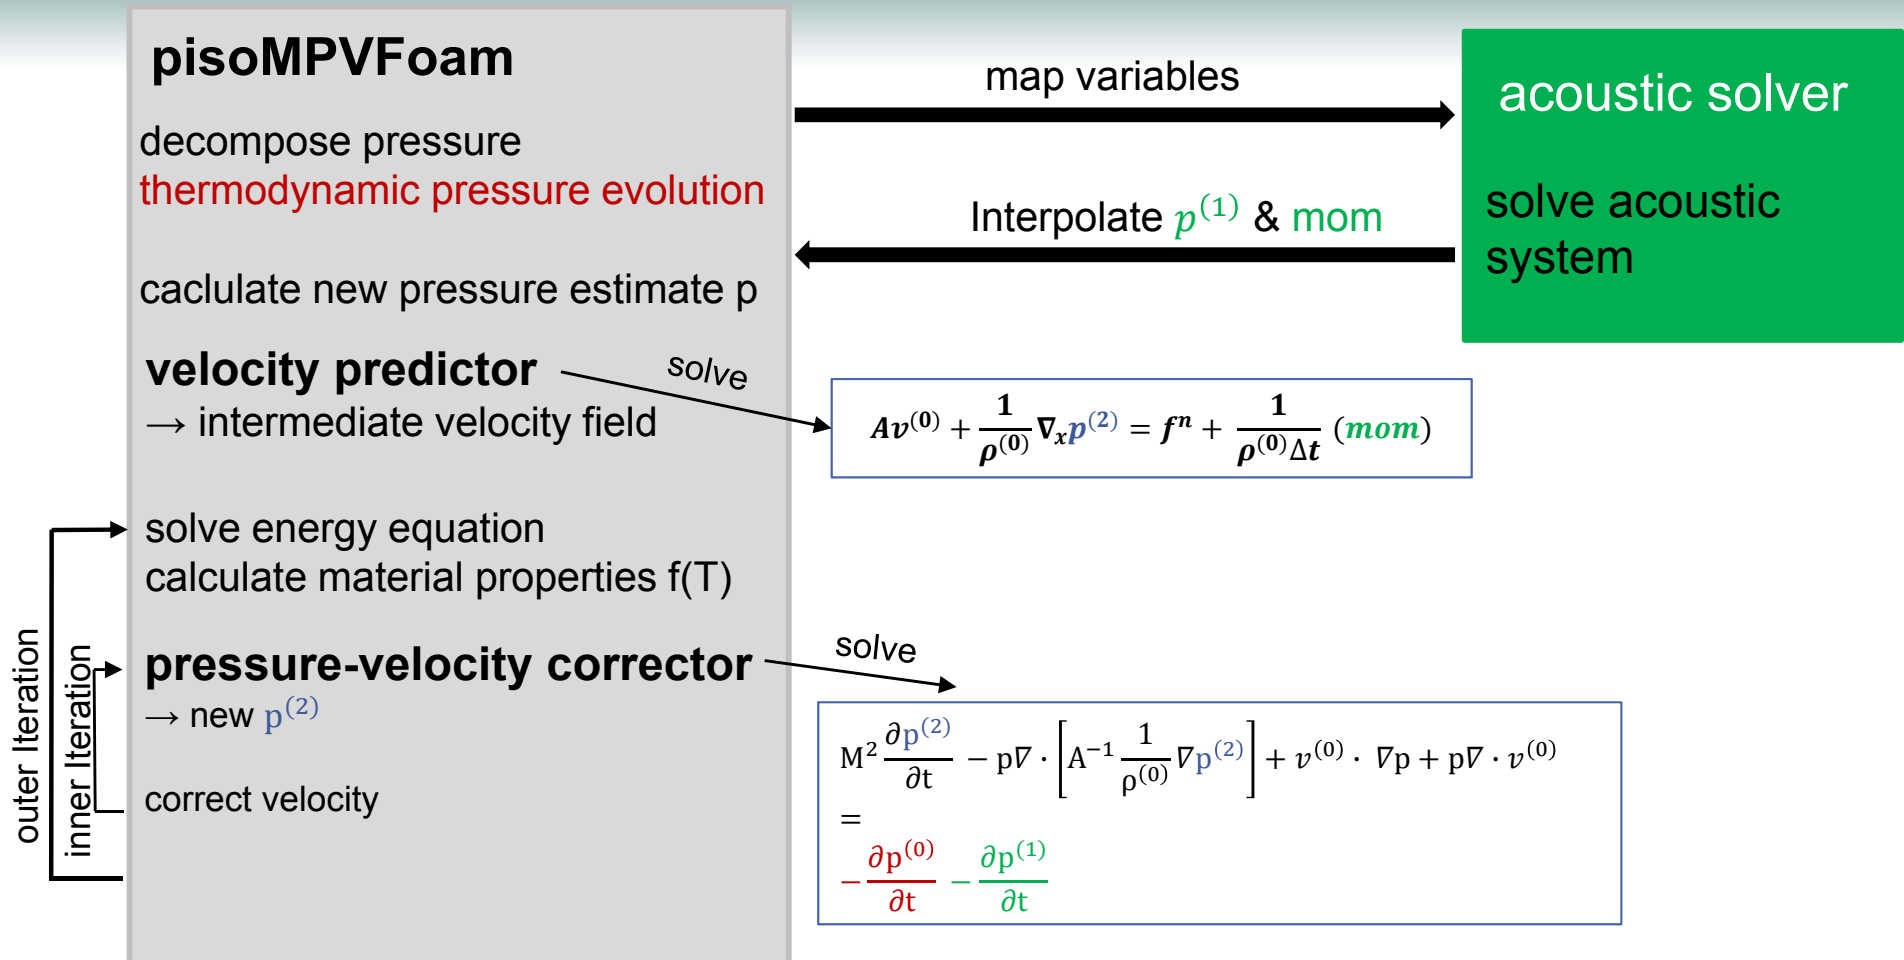 pisoMPVFoam
decompose pressure
thermodynamic pressure evolution
caclulate new pressure estimate p
velocity predictor
→ intermediate velocity field
solve energy equation
calculate material properties f(T)
pressure-velocity corrector
→ new p⁽²⁾
correct velocity
outer Iteration
inner Iteration
map variables
Interpolate p⁽¹⁾ & mom
acoustic solver
solve acoustic
system
solve
Av⁽⁰⁾ + 1/ρ⁽⁰⁾ ∇ₓp⁽²⁾ = fⁿ + 1/(ρ⁽⁰⁾Δt) (mom)
solve
M² ∂p⁽²⁾/∂t − p∇ · [A⁻¹ 1/ρ⁽⁰⁾ ∇p⁽²⁾] + v⁽⁰⁾ · ∇p + p∇ · v⁽⁰⁾
=
− ∂p⁽⁰⁾/∂t − ∂p⁽¹⁾/∂t